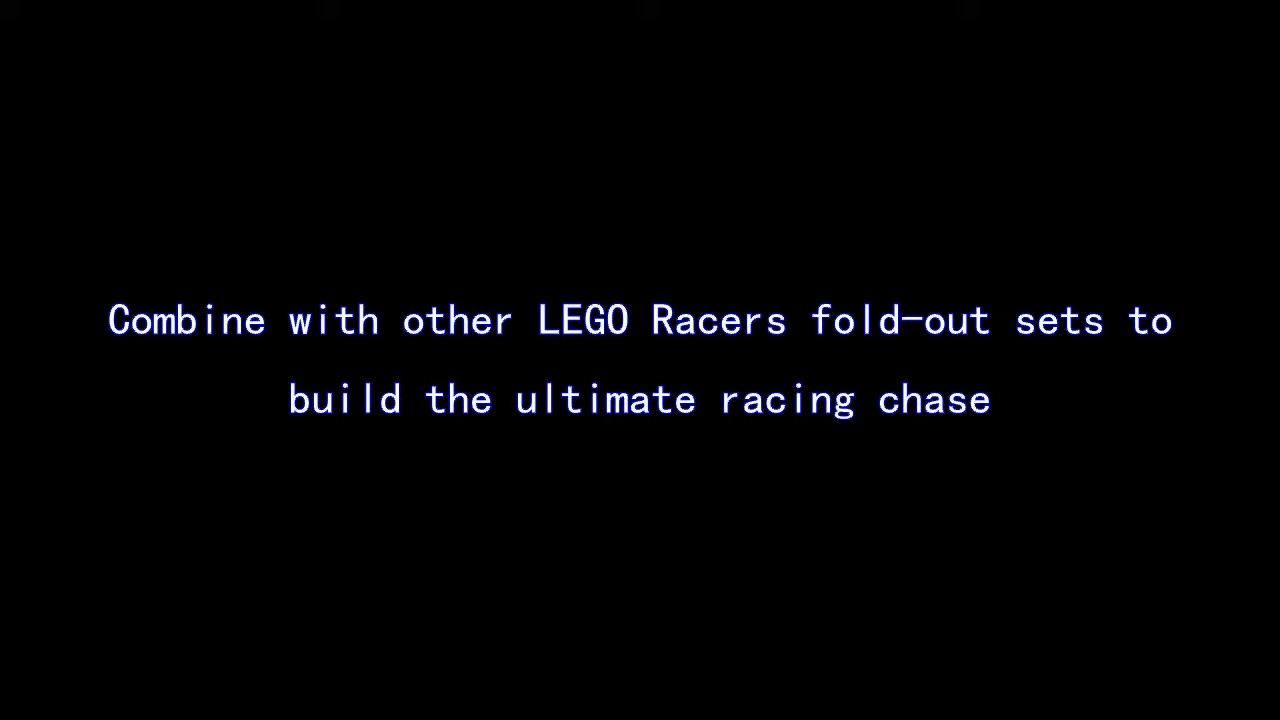 Combine with other LEGO Racers fold-out sets to
build the ultimate racing chase